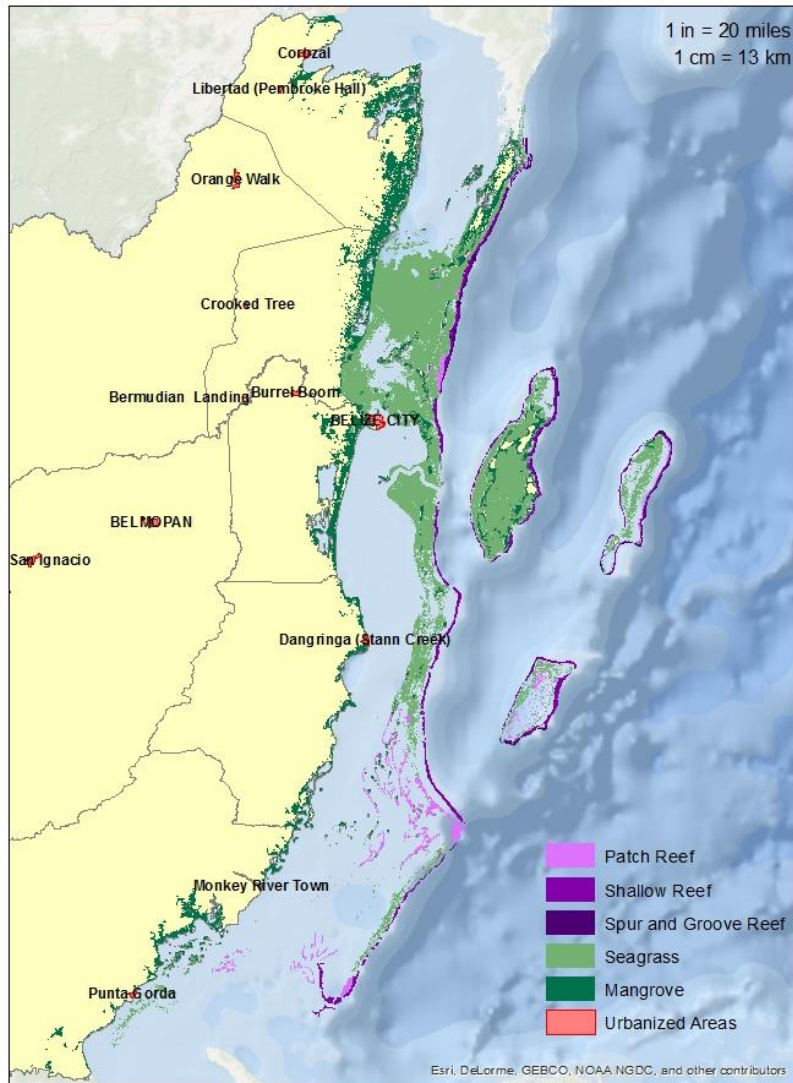 1 in = 20 miles
1 cm = 13 km
Corozal
Libertad (Pembroke Hall)
Orange Walk
Crooked Tree
Bermudian Landing
Burrel Boom
BELIZE CITY
BELMOPAN
San Ignacio
Dangringa (Stann Creek)
Monkey River Town
Punta Gorda
Patch Reef
Shallow Reef
Spur and Groove Reef
Seagrass
Mangrove
Urbanized Areas
Esri, DeLorme, GEBCO, NOAA NGDC, and other contributors